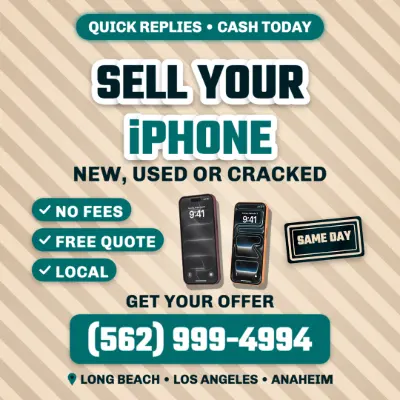 QUICK REPLIES • CASH TODAY
SELL YOUR
iPHONE
NEW, USED OR CRACKED
✓ NO FEES
✓ FREE QUOTE
✓ LOCAL
9:41
9:41
SAME DAY
GET YOUR OFFER
(562) 999-4994
LONG BEACH • LOS ANGELES • ANAHEIM